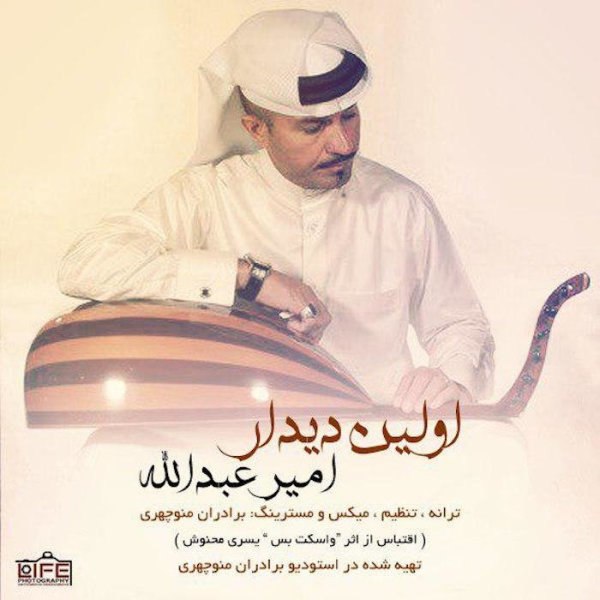 اولین دیدار
امیر عبدالله
ترانه ، تنظیم ، میکس و مسترینگ: برادران منوچهری
( اقتباس از اثر "واسکت بس " یسری محنوش )
تهیه شده در استودیو برادران منوچهری
LIFE
PHOTOGRAPHY